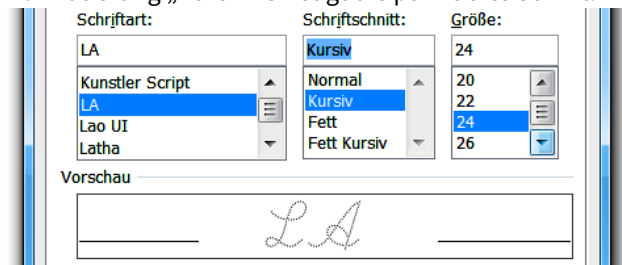 Schriftart: Schriftschnitt: Größe:
LA Kursiv 24
Kunstler Script Normal 20
LA Kursiv 22
Lao UI Fett 24
Latha Fett Kursiv 26
Vorschau
LA